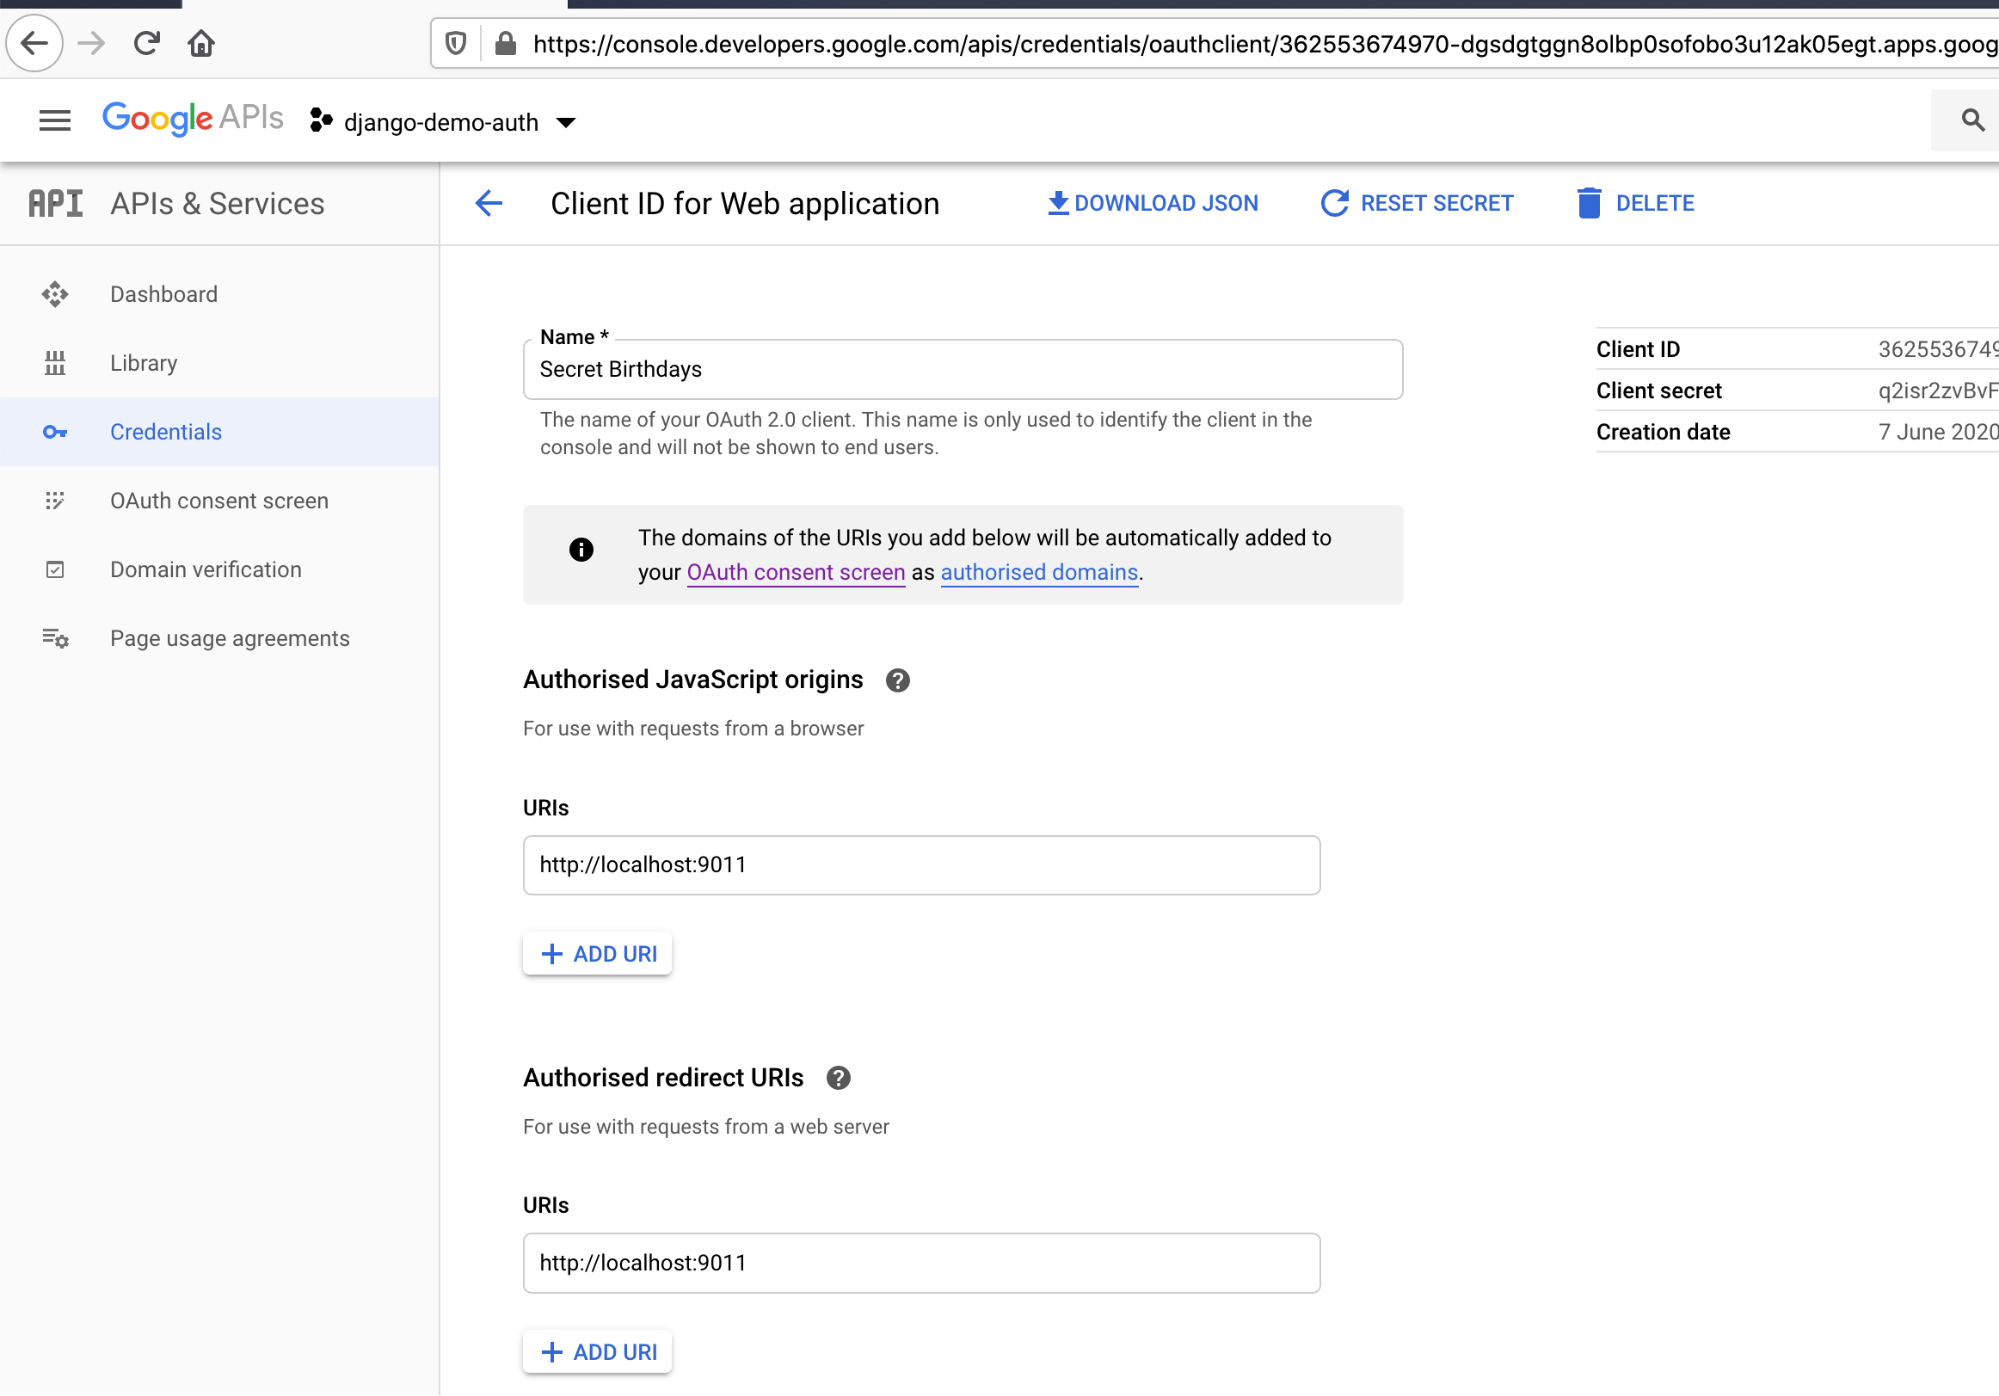 https://console.developers.google.com/apis/credentials/oauthclient/362553674970-dgsdgtggn8olbp0sofobo3u12ak05egt.apps.goog
Google APIs django-demo-auth
API APIs & Services
Client ID for Web application DOWNLOAD JSON RESET SECRET DELETE
Dashboard
Library
Credentials
OAuth consent screen
Domain verification
Page usage agreements
Name *
Secret Birthdays
The name of your OAuth 2.0 client. This name is only used to identify the client in the
console and will not be shown to end users.
The domains of the URIs you add below will be automatically added to
your OAuth consent screen as authorised domains.
Authorised JavaScript origins
For use with requests from a browser
URIs
http://localhost:9011
ADD URI
Authorised redirect URIs
For use with requests from a web server
URIs
http://localhost:9011
ADD URI
Client ID 3625536749
Client secret q2isr2zvBvF
Creation date 7 June 2020